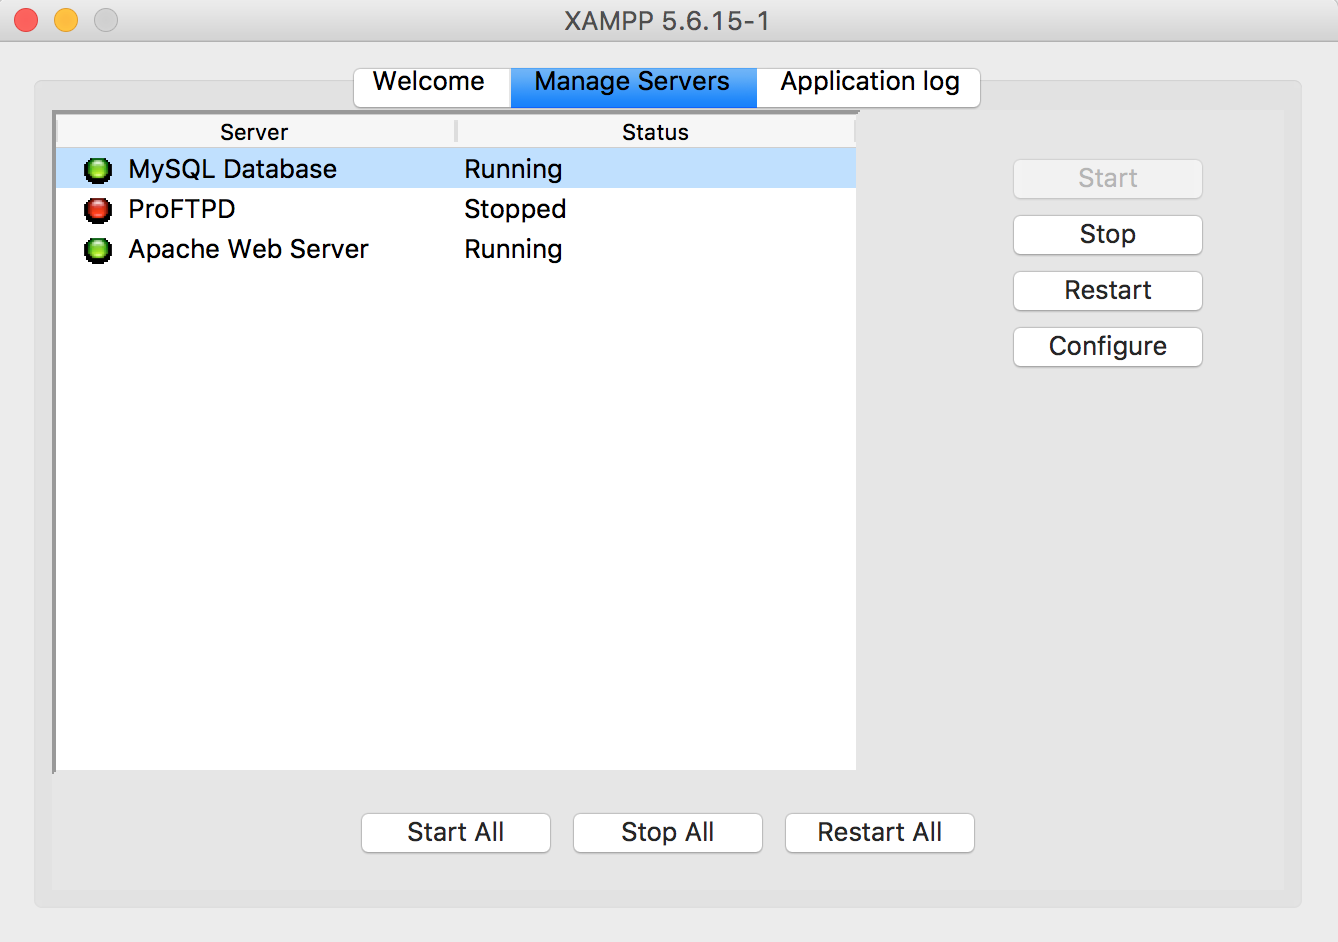 XAMPP 5.6.15-1
Welcome Manage Servers Application log
Server Status
MySQL Database Running
ProFTPD Stopped
Apache Web Server Running
Start
Stop
Restart
Configure
Start All Stop All Restart All